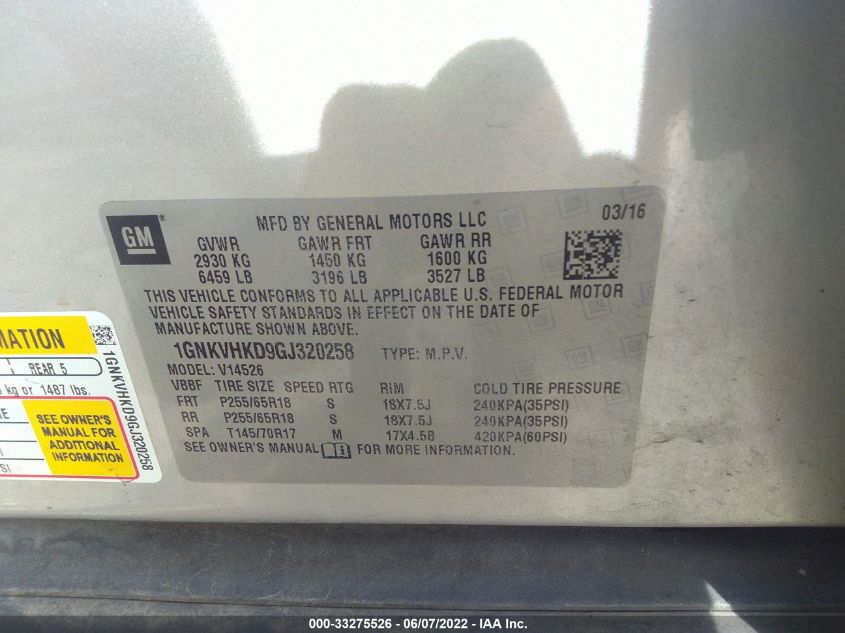 GM
MFD BY GENERAL MOTORS LLC
03/16
GVWR GAWR FRT GAWR RR
2930 KG 1450 KG 1600 KG
6459 LB 3196 LB 3527 LB
THIS VEHICLE CONFORMS TO ALL APPLICABLE U.S. FEDERAL MOTOR
VEHICLE SAFETY STANDARDS IN EFFECT ON THE DATE OF
MANUFACTURE SHOWN ABOVE.
1GNKVHKD9GJ320258 TYPE: M.P.V.
MODEL: V14526
VBBF TIRE SIZE SPEED RTG RIM COLD TIRE PRESSURE
FRT P255/65R18 S 18X7.5J 240KPA(35PSI)
RR P255/65R18 S 18X7.5J 240KPA(35PSI)
SPA T145/70R17 M 17X4.5B 420KPA(60PSI)
SEE OWNER'S MANUAL FOR MORE INFORMATION.
REAR 5
kg or 1487 lbs.
SEE OWNER'S
MANUAL FOR
ADDITIONAL
INFORMATION
1GNKVHKD9GJ320258
000-33275526 - 06/07/2022 - IAA Inc.